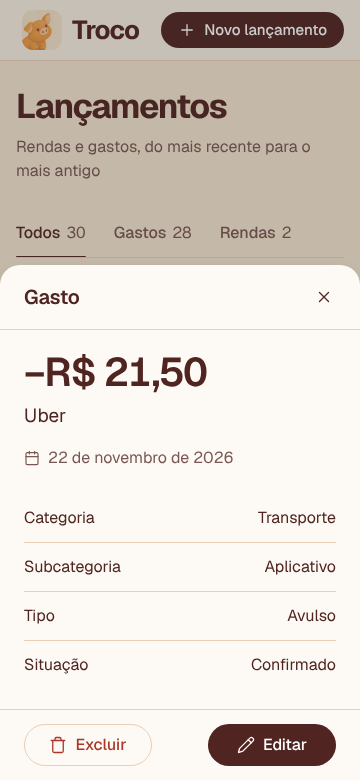 Troco
Novo lançamento
Lançamentos
Rendas e gastos, do mais recente para o
mais antigo
Todos 30 Gastos 28 Rendas 2
Gasto
−R$ 21,50
Uber
22 de novembro de 2026
Categoria Transporte
Subcategoria Aplicativo
Tipo Avulso
Situação Confirmado
Excluir Editar